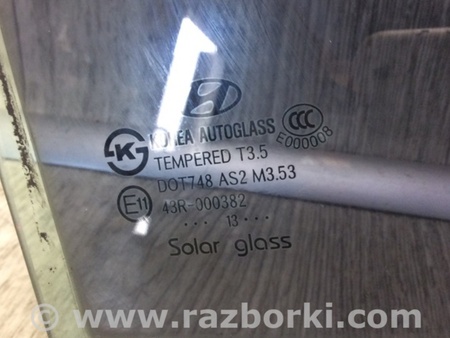 KOREA AUTOGLASS
E000008
TEMPERED T3.5
DOT748 AS2 M3.53
E11 43R-000382
... 13 ...
Solar glass
www.razborki.com